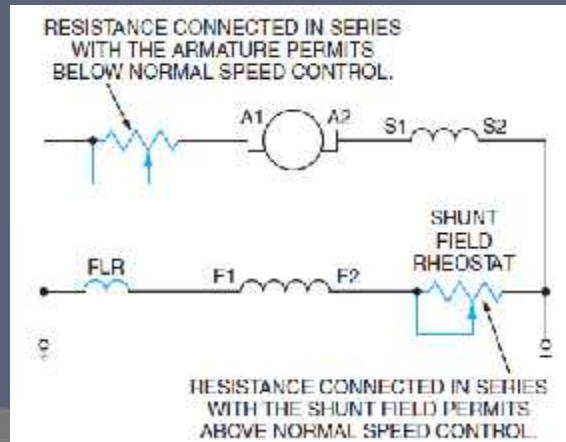 RESISTANCE CONNECTED IN SERIES
WITH THE ARMATURE PERMITS
BELOW NORMAL SPEED CONTROL.
A1 A2 S1 S2
SHUNT
FIELD
RHEOSTAT
FLR F1 F2
RESISTANCE CONNECTED IN SERIES
WITH THE SHUNT FIELD PERMITS
ABOVE NORMAL SPEED CONTROL.